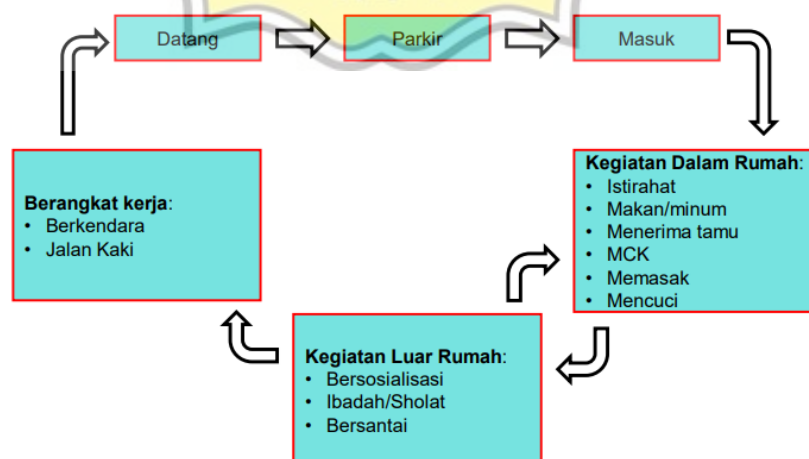 Datang
Parkir
Masuk
Berangkat kerja:
• Berkendara
• Jalan Kaki
Kegiatan Dalam Rumah:
• Istirahat
• Makan/minum
• Menerima tamu
• MCK
• Memasak
• Mencuci
Kegiatan Luar Rumah:
• Bersosialisasi
• Ibadah/Sholat
• Bersantai